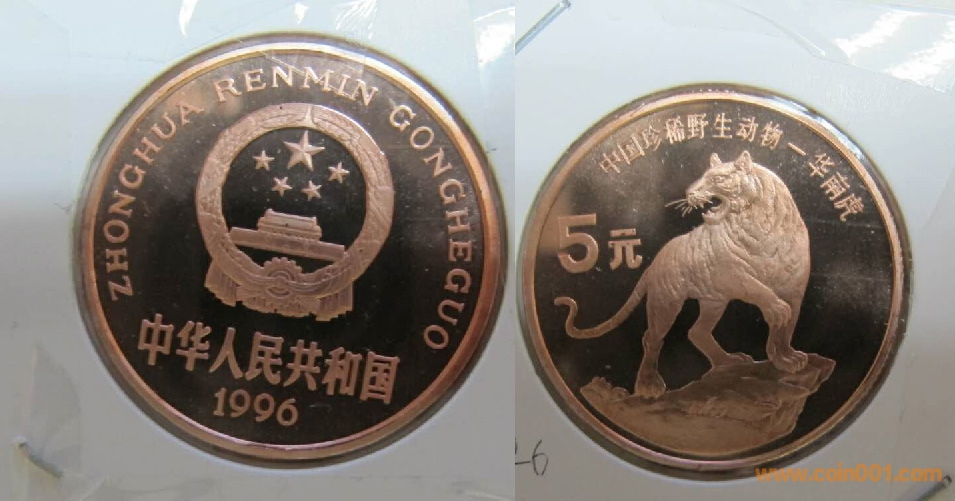 ZHONGHUA RENMIN GONGHEGUO
中华人民共和国
1996
中国珍稀野生动物—华南虎
5元
-6
www.coin001.com